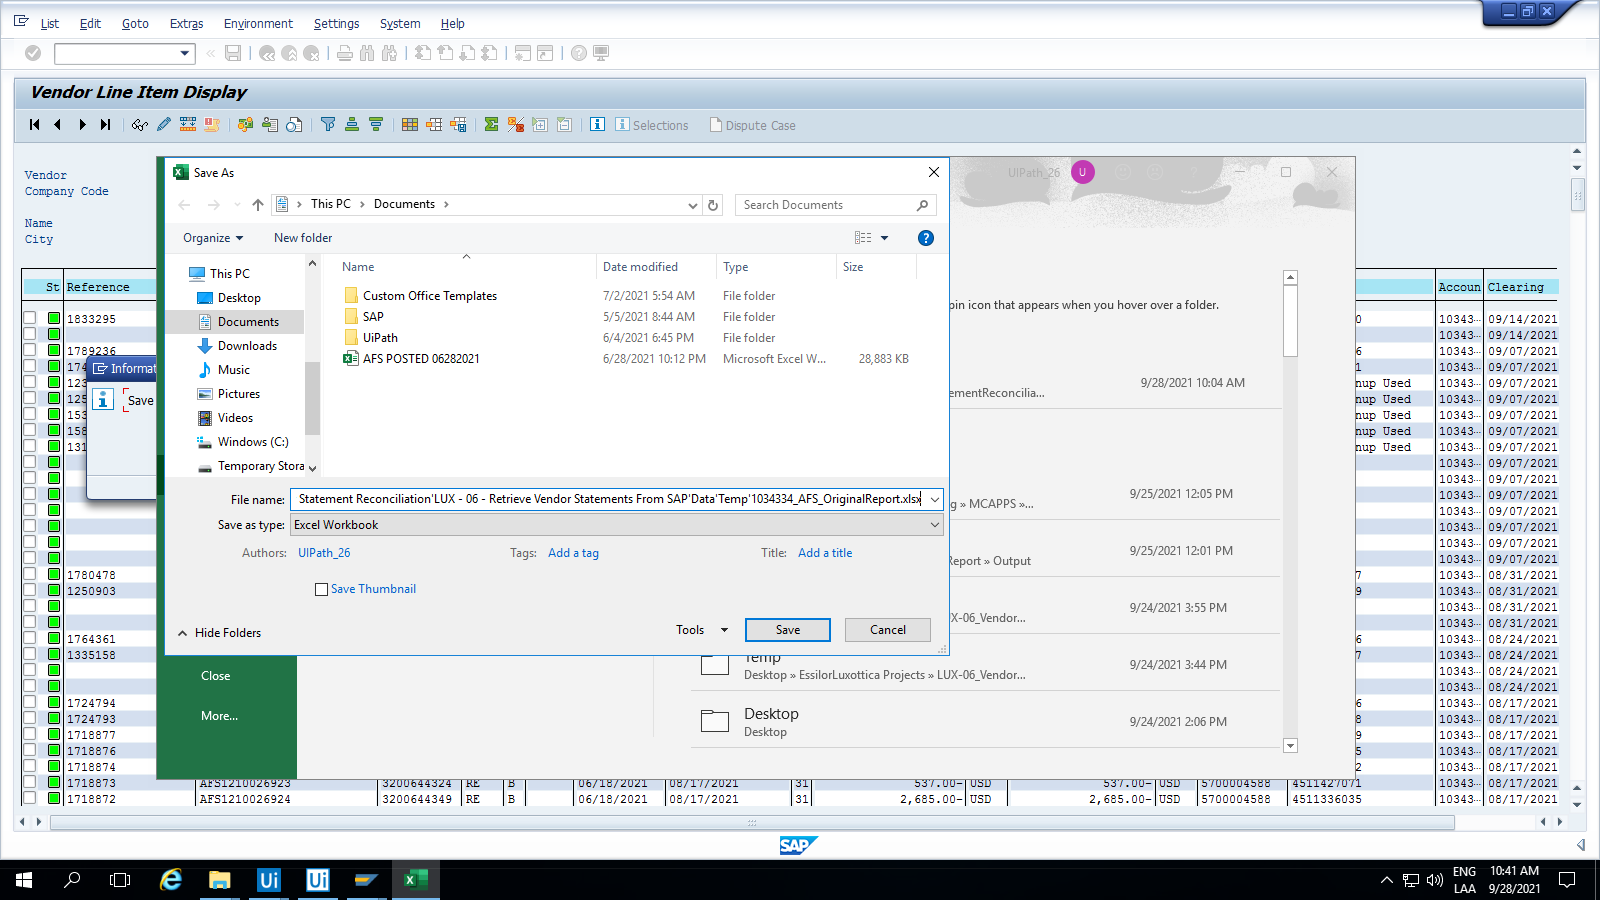 List Edit Goto Extras Environment Settings System Help
Vendor Line Item Display
Selections Dispute Case
Vendor
Company Code
Name
City
St Reference
Accoun Clearing
1833295
1789236
Informat
Save
Save As
UIPath_26 U
This PC > Documents >
Search Documents
Organize New folder
Name Date modified Type Size
This PC
Desktop
Documents
Downloads
Music
Pictures
Videos
Windows (C:)
Temporary Stora
Custom Office Templates 7/2/2021 5:54 AM File folder
SAP 5/5/2021 8:44 AM File folder
UiPath 6/4/2021 6:45 PM File folder
AFS POSTED 06282021 6/28/2021 10:12 PM Microsoft Excel W... 28,883 KB
File name: Statement Reconciliation'LUX - 06 - Retrieve Vendor Statements From SAP'Data'Temp'1034334_AFS_OriginalReport.xlsx
Save as type: Excel Workbook
Authors: UIPath_26 Tags: Add a tag Title: Add a title
Save Thumbnail
Hide Folders
Tools Save Cancel
pin icon that appears when you hover over a folder.
9/28/2021 10:04 AM
ementReconcilia...
9/25/2021 12:05 PM
g » MCAPPS »...
9/25/2021 12:01 PM
Report » Output
9/24/2021 3:55 PM
UX-06_Vendor...
Temp
9/24/2021 3:44 PM
Desktop » EssilorLuxottica Projects » LUX-06_Vendor...
Desktop
9/24/2021 2:06 PM
Desktop
Close
More...
0 10343... 09/14/2021
10343... 09/14/2021
6 10343... 09/07/2021
1 10343... 09/07/2021
nup Used 10343... 09/07/2021
nup Used 10343... 09/07/2021
nup Used 10343... 09/07/2021
nup Used 10343... 09/07/2021
nup Used 10343... 09/07/2021
10343... 09/07/2021
10343... 09/07/2021
10343... 09/07/2021
10343... 09/07/2021
10343... 09/07/2021
10343... 09/07/2021
10343... 09/07/2021
1780478 7 10343... 08/31/2021
1250903 9 10343... 08/31/2021
10343... 08/31/2021
10343... 08/31/2021
1764361 6 10343... 08/24/2021
1335158 7 10343... 08/24/2021
10343... 08/24/2021
10343... 08/24/2021
1724794 6 10343... 08/17/2021
1724793 8 10343... 08/17/2021
1718877 9 10343... 08/17/2021
1718876 5 10343... 08/17/2021
1718874 2 10343... 08/17/2021
1718873 AFS1210026923 3200644324 RE B 06/18/2021 08/17/2021 31 537.00- USD 537.00- USD 5700004588 4511427071 10343... 08/17/2021
1718872 AFS1210026924 3200644349 RE B 06/18/2021 08/17/2021 31 2,685.00- USD 2,685.00- USD 5700004588 4511336035 10343... 08/17/2021
SAP
Ui Ui
ENG
LAA
10:41 AM
9/28/2021